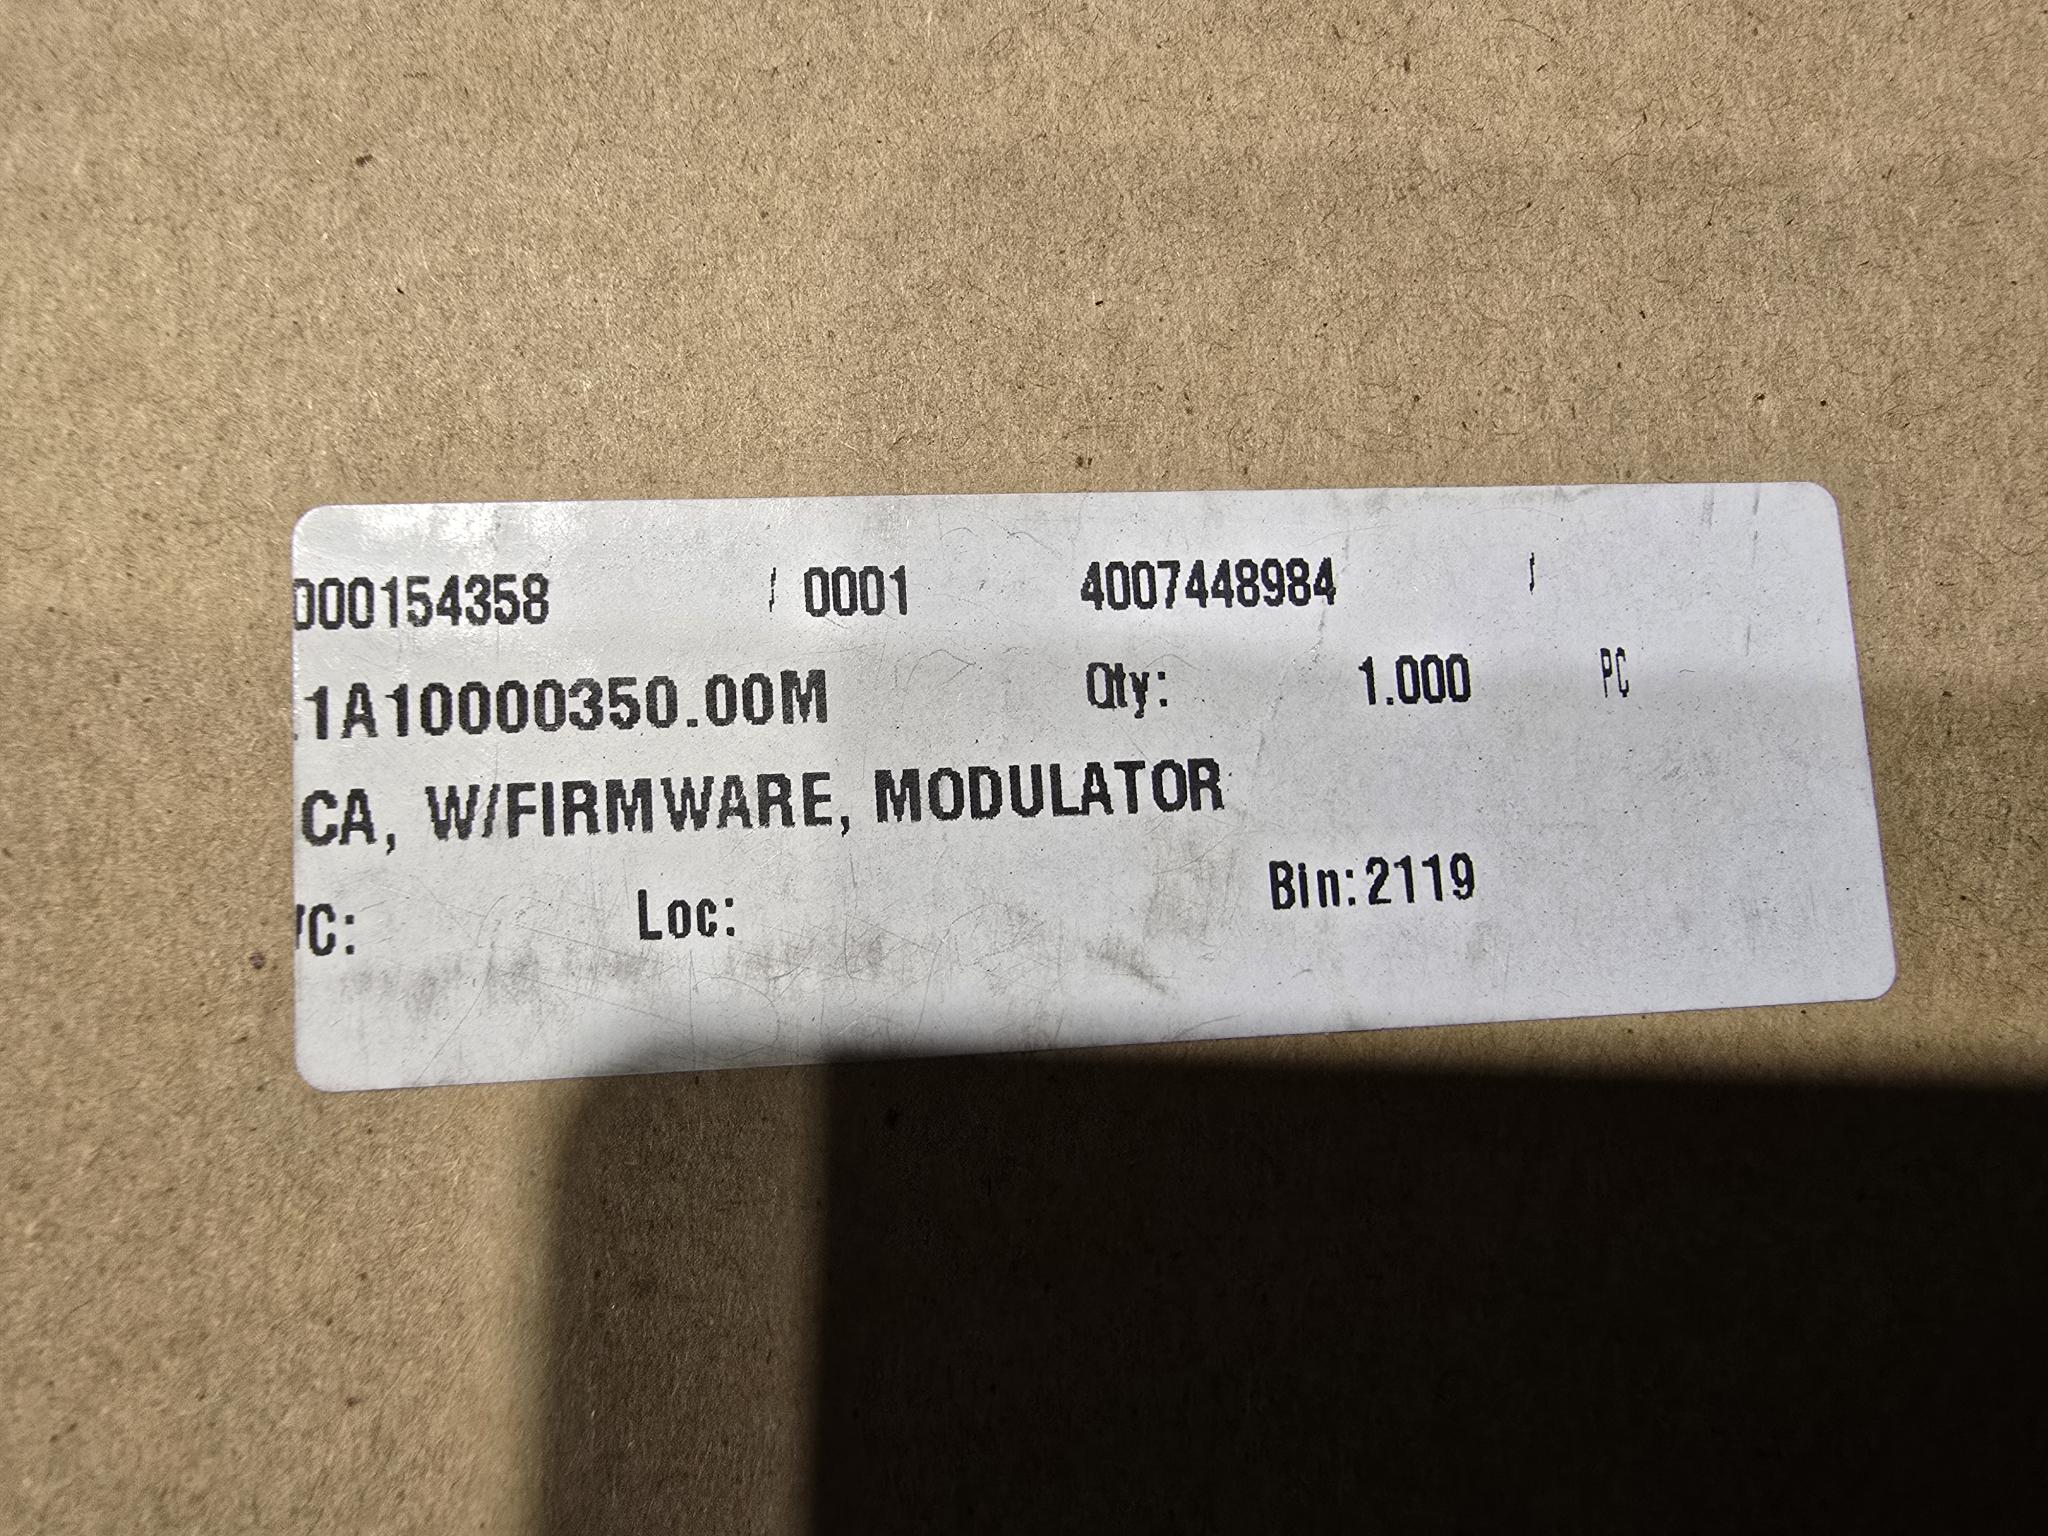 000154358 / 0001 4007448984 /
.1A10000350.00M Qty: 1.000 PC
CA, W/FIRMWARE, MODULATOR
/C: Loc: Bin:2119